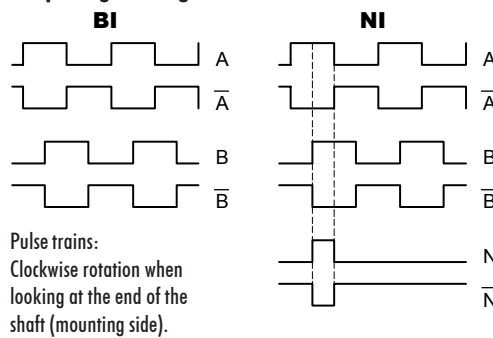 BI
NI
A
A
A
A
B
B
B
B
N
N
Pulse trains:
Clockwise rotation when
looking at the end of the
shaft (mounting side).